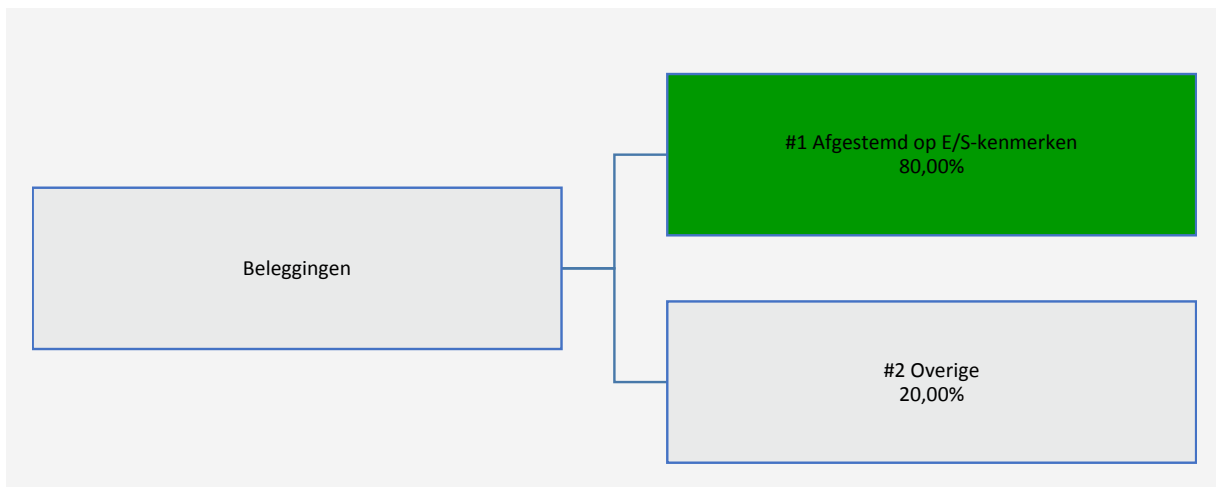 #1 Afgestemd op E/S-kenmerken
80,00%
Beleggingen
#2 Overige
20,00%